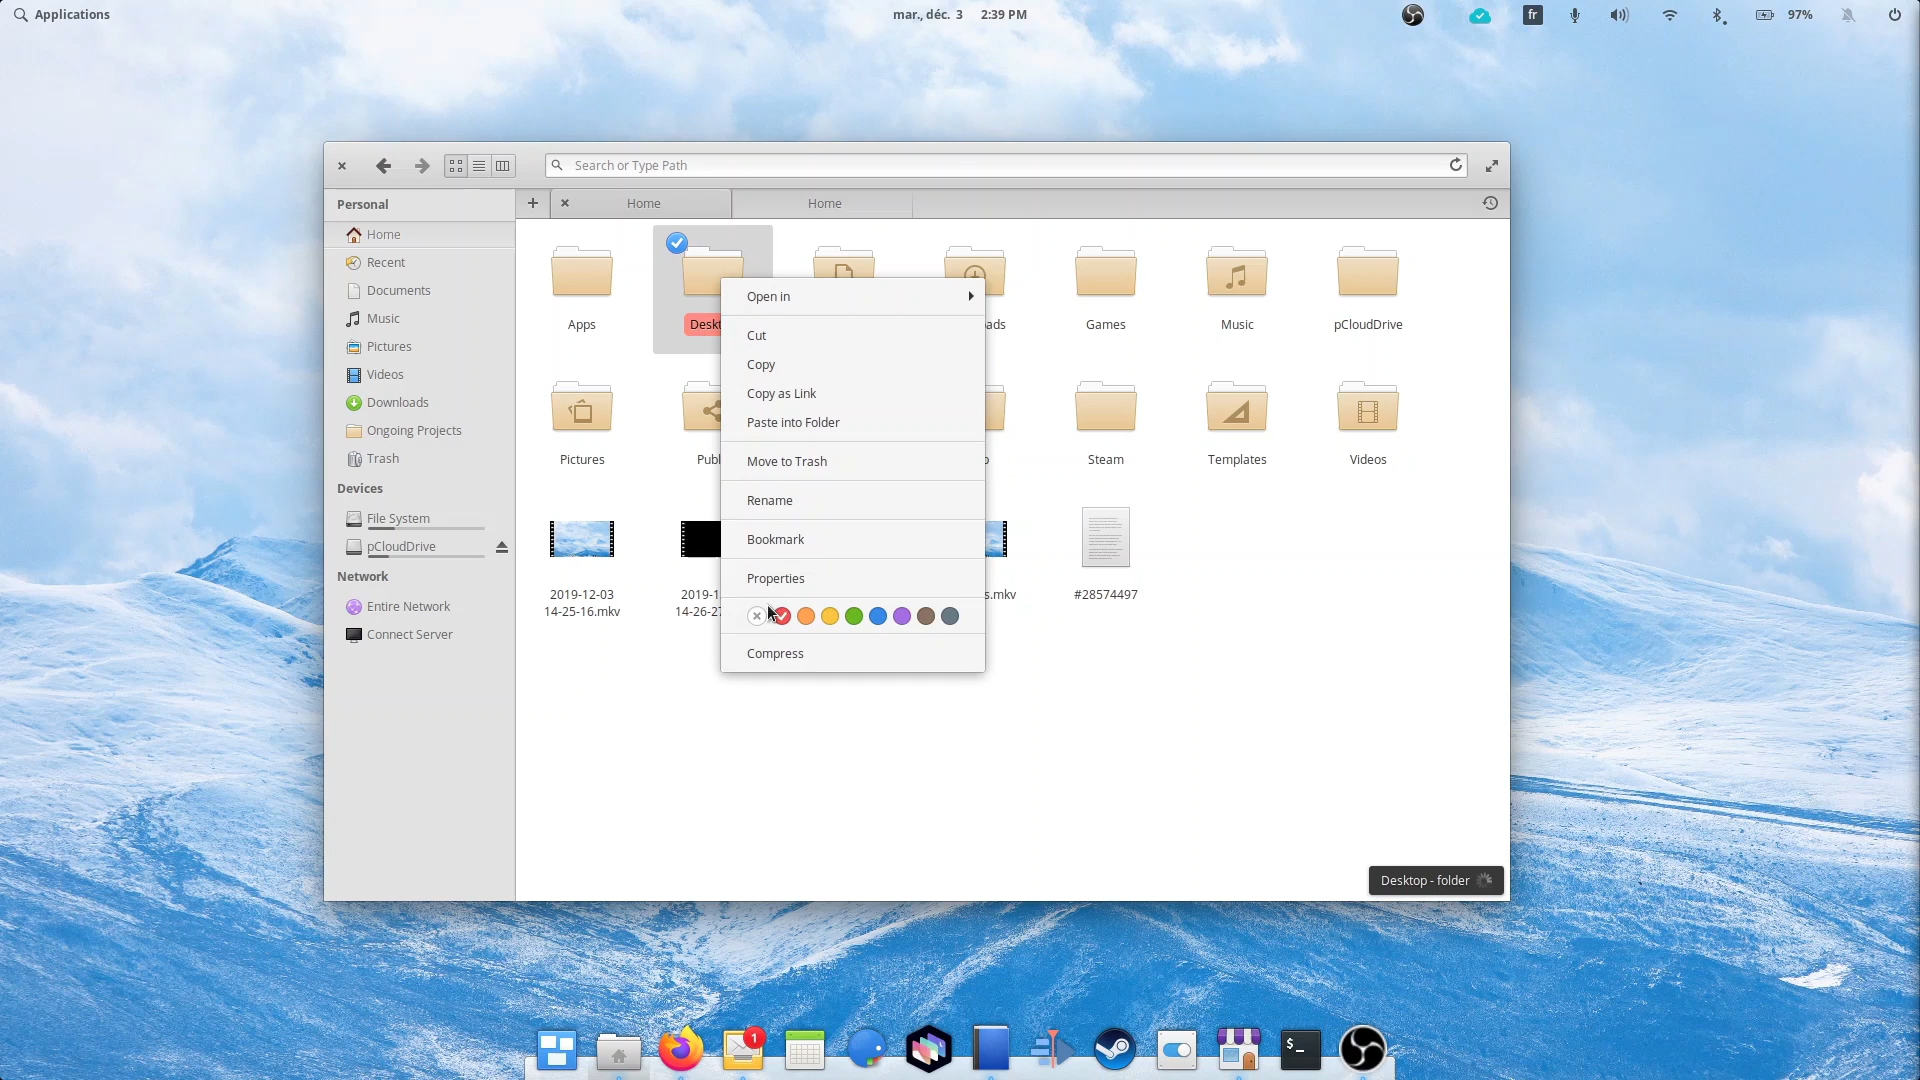 Applications
mar., déc. 3 2:39 PM
fr
97%
Search or Type Path
Personal
Home
Home
Home
Recent
Documents
Music
Pictures
Videos
Downloads
Ongoing Projects
Trash
Devices
File System
pCloudDrive
Network
Entire Network
Connect Server
Apps
Deskt
ads
Games
Music
pCloudDrive
Open in
Cut
Copy
Copy as Link
Paste into Folder
Move to Trash
Rename
Bookmark
Properties
Compress
Pictures
Publ
Steam
Templates
Videos
2019-12-03
14-25-16.mkv
2019-1
14-26-27
s.mkv
#28574497
Desktop - folder
1
$_